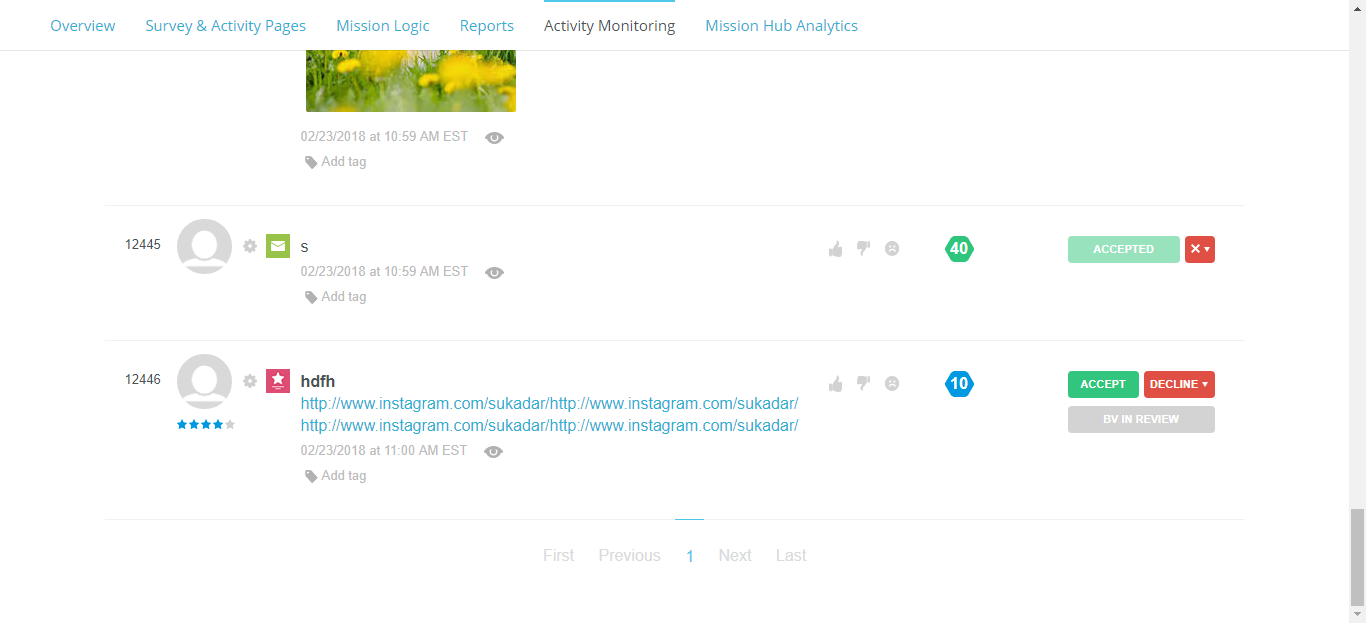 Overview Survey & Activity Pages Mission Logic Reports Activity Monitoring Mission Hub Analytics
02/23/2018 at 10:59 AM EST
Add tag
12445 s 40 ACCEPTED
02/23/2018 at 10:59 AM EST
Add tag
12446 hdfh 10 ACCEPT DECLINE
http://www.instagram.com/sukadar/http://www.instagram.com/sukadar/
http://www.instagram.com/sukadar/http://www.instagram.com/sukadar/
BV IN REVIEW
02/23/2018 at 11:00 AM EST
Add tag
First Previous 1 Next Last